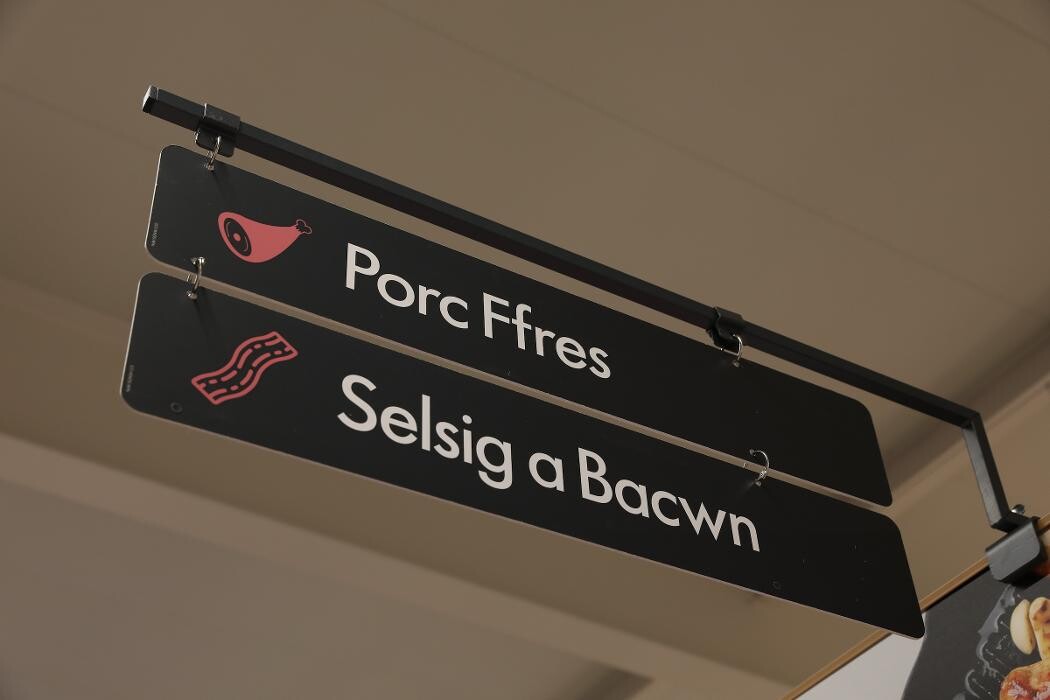 Porc Ffres
Selsig a Bacwn